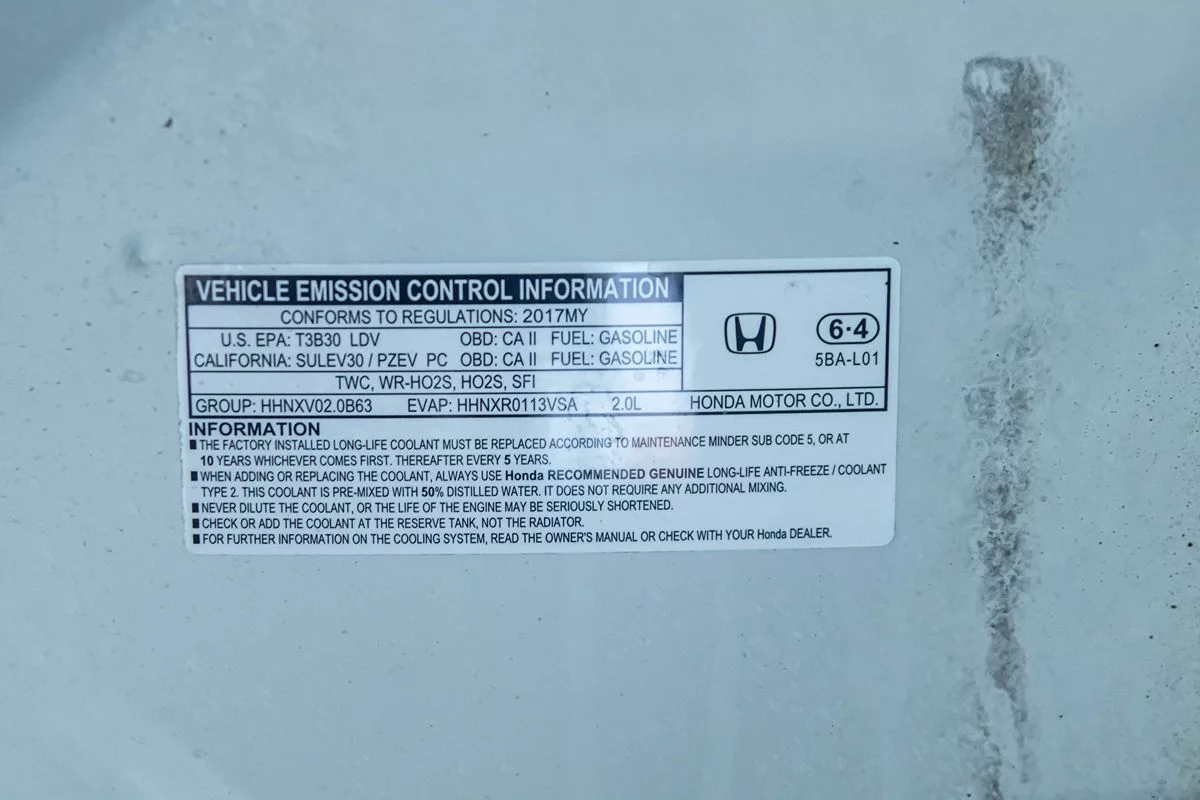 VEHICLE EMISSION CONTROL INFORMATION
CONFORMS TO REGULATIONS: 2017MY
U.S. EPA: T3B30 LDV OBD: CA II FUEL: GASOLINE
CALIFORNIA: SULEV30 / PZEV PC OBD: CA II FUEL: GASOLINE
TWC, WR-HO2S, HO2S, SFI
GROUP: HHNXV02.0B63 EVAP: HHNXR0113VSA 2.0L
6·4
5BA-L01
HONDA MOTOR CO., LTD.
INFORMATION
■ THE FACTORY INSTALLED LONG-LIFE COOLANT MUST BE REPLACED ACCORDING TO MAINTENANCE MINDER SUB CODE 5, OR AT
10 YEARS WHICHEVER COMES FIRST. THEREAFTER EVERY 5 YEARS.
■ WHEN ADDING OR REPLACING THE COOLANT, ALWAYS USE Honda RECOMMENDED GENUINE LONG-LIFE ANTI-FREEZE / COOLANT
TYPE 2. THIS COOLANT IS PRE-MIXED WITH 50% DISTILLED WATER. IT DOES NOT REQUIRE ANY ADDITIONAL MIXING.
■ NEVER DILUTE THE COOLANT, OR THE LIFE OF THE ENGINE MAY BE SERIOUSLY SHORTENED.
■ CHECK OR ADD THE COOLANT AT THE RESERVE TANK, NOT THE RADIATOR.
■ FOR FURTHER INFORMATION ON THE COOLING SYSTEM, READ THE OWNER'S MANUAL OR CHECK WITH YOUR Honda DEALER.